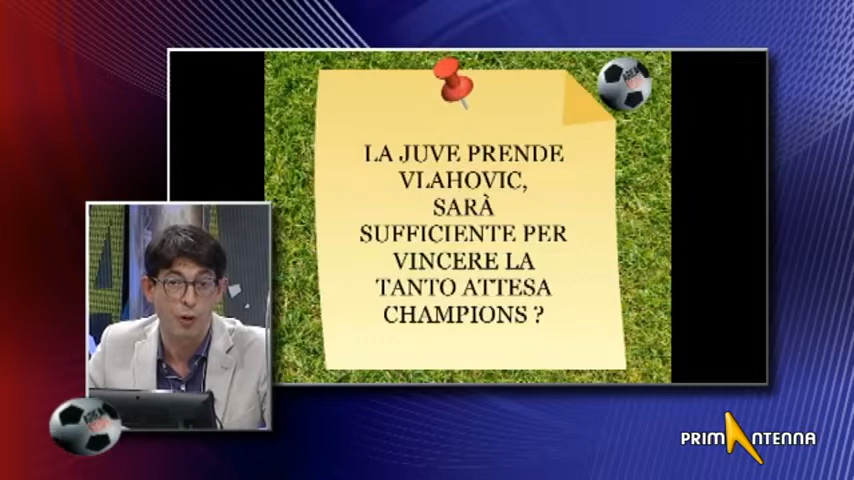 LA JUVE PRENDE
VLAHOVIC,
SARÀ
SUFFICIENTE PER
VINCERE LA
TANTO ATTESA
CHAMPIONS ?
PRIMANTENNA